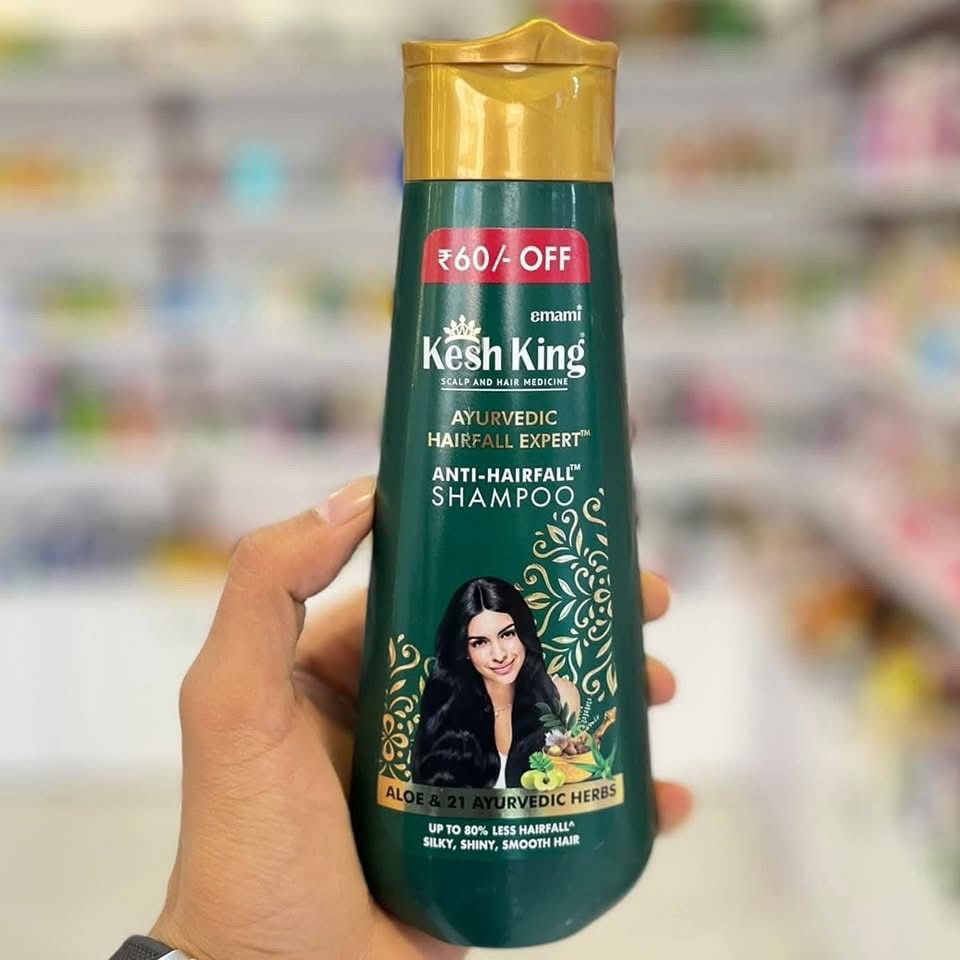 ₹60/- OFF
emami
Kesh King®
SCALP AND HAIR MEDICINE
AYURVEDIC
HAIRFALL EXPERT™
ANTI-HAIRFALL™
SHAMPOO
ALOE & 21 AYURVEDIC HERBS
UP TO 80% LESS HAIRFALL^
SILKY, SHINY, SMOOTH HAIR